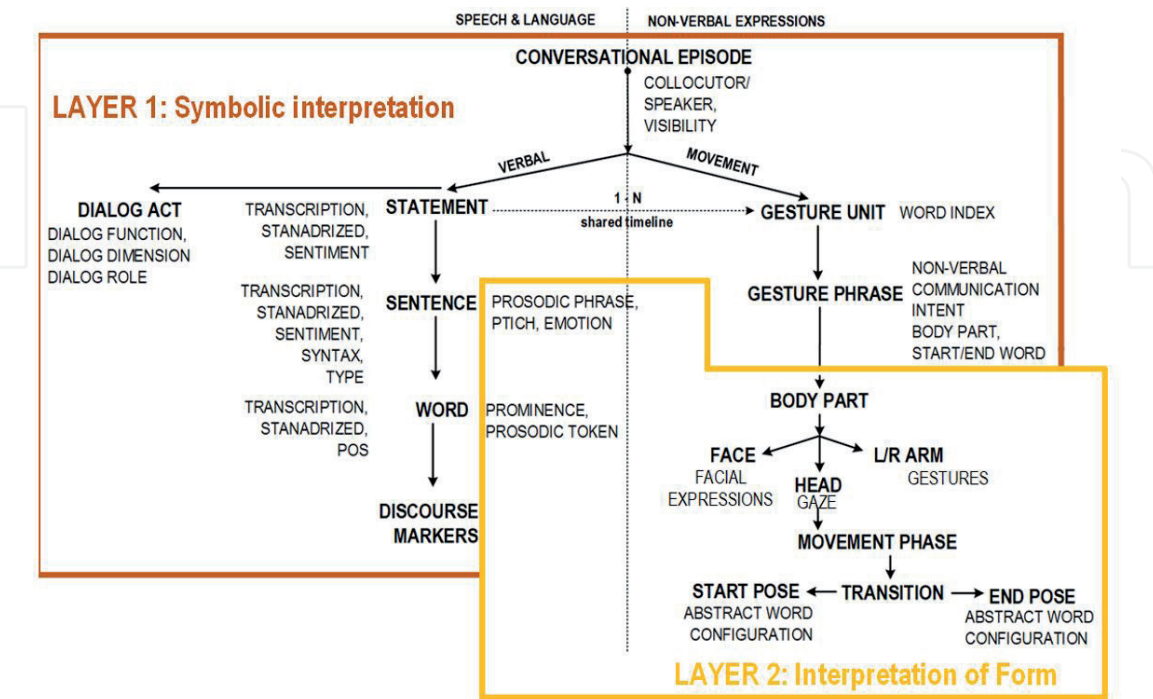 SPEECH & LANGUAGE
NON-VERBAL EXPRESSIONS
CONVERSATIONAL EPISODE
COLLOCUTOR/
SPEAKER,
VISIBILITY
LAYER 1: Symbolic interpretation
VERBAL
MOVEMENT
DIALOG ACT
DIALOG FUNCTION,
DIALOG DIMENSION
DIALOG ROLE
TRANSCRIPTION,
STANADRIZED,
SENTIMENT
STATEMENT
1 - N
shared timeline
GESTURE UNIT
WORD INDEX
TRANSCRIPTION,
STANADRIZED,
SENTIMENT,
SYNTAX,
TYPE
SENTENCE
PROSODIC PHRASE,
PTICH, EMOTION
GESTURE PHRASE
NON-VERBAL
COMMUNICATION
INTENT
BODY PART,
START/END WORD
TRANSCRIPTION,
STANADRIZED,
POS
WORD
PROMINENCE,
PROSODIC TOKEN
DISCOURSE
MARKERS
BODY PART
FACE
FACIAL
EXPRESSIONS
HEAD
GAZE
L/R ARM
GESTURES
MOVEMENT PHASE
START POSE
ABSTRACT WORD
CONFIGURATION
TRANSITION
END POSE
ABSTRACT WORD
CONFIGURATION
LAYER 2: Interpretation of Form